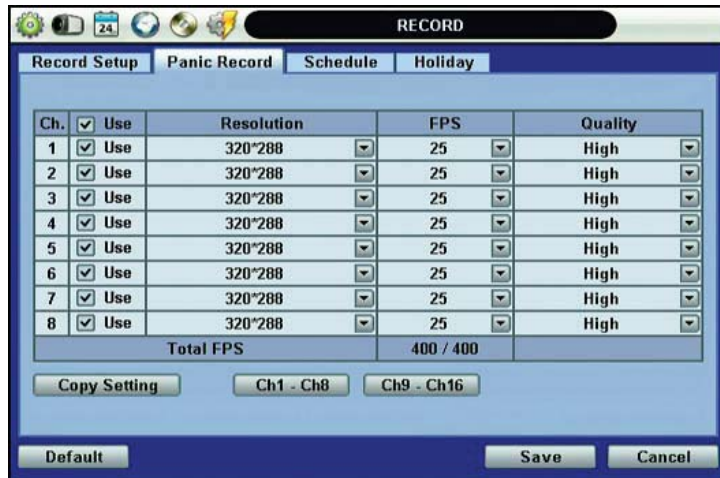 24 RECORD
Record Setup Panic Record Schedule Holiday
Ch. Use Resolution FPS Quality
1 Use 320*288 25 High
2 Use 320*288 25 High
3 Use 320*288 25 High
4 Use 320*288 25 High
5 Use 320*288 25 High
6 Use 320*288 25 High
7 Use 320*288 25 High
8 Use 320*288 25 High
Total FPS 400 / 400
Copy Setting Ch1 - Ch8 Ch9 - Ch16
Default Save Cancel